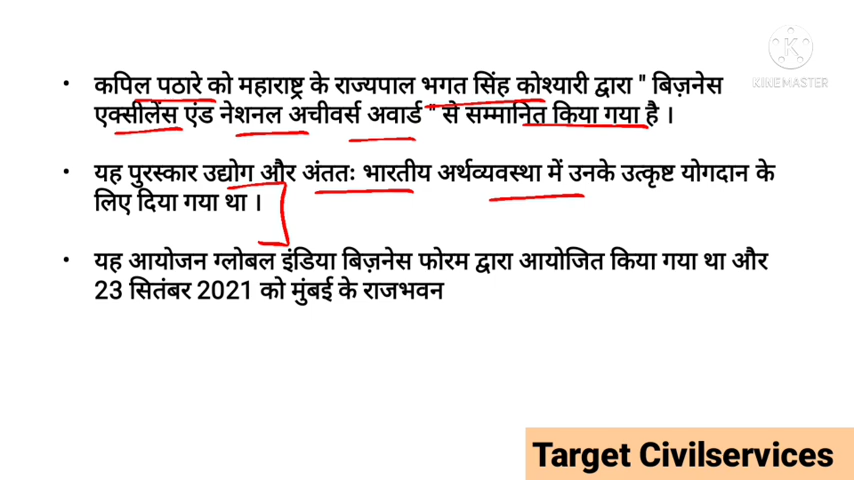 KINEMASTER
• कपिल पठारे को महाराष्ट्र के राज्यपाल भगत सिंह कोश्यारी द्वारा " बिज़नेस
एक्सीलेंस एंड नेशनल अचीवर्स अवार्ड " से सम्मानित किया गया है ।
• यह पुरस्कार उद्योग और अंततः भारतीय अर्थव्यवस्था में उनके उत्कृष्ट योगदान के
लिए दिया गया था ।
• यह आयोजन ग्लोबल इंडिया बिज़नेस फोरम द्वारा आयोजित किया गया था और
23 सितंबर 2021 को मुंबई के राजभवन
Target Civilservices